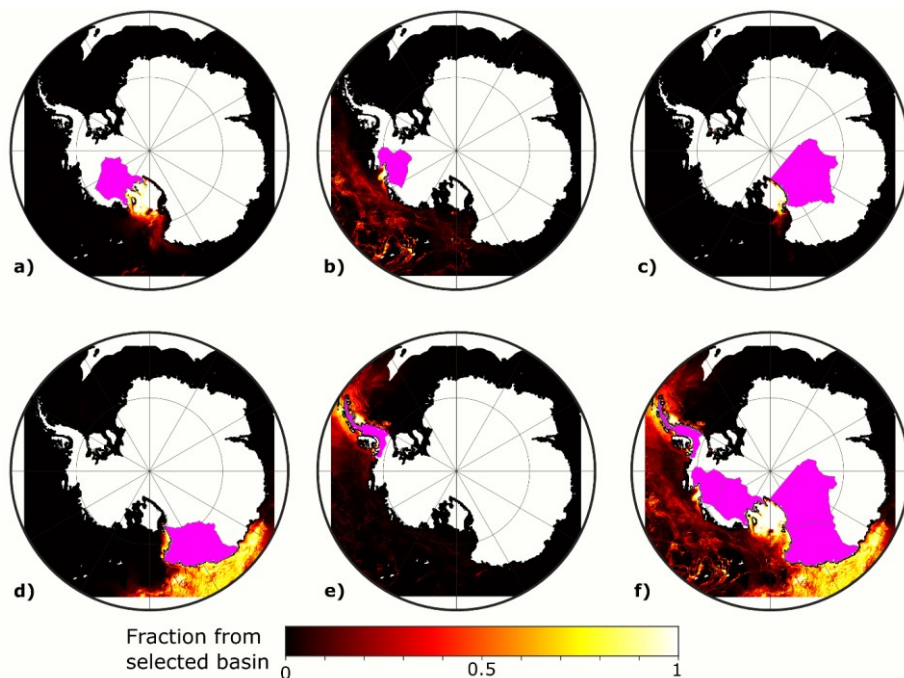 a)
b)
c)
d)
e)
f)
Fraction from
selected basin
0
0.5
1